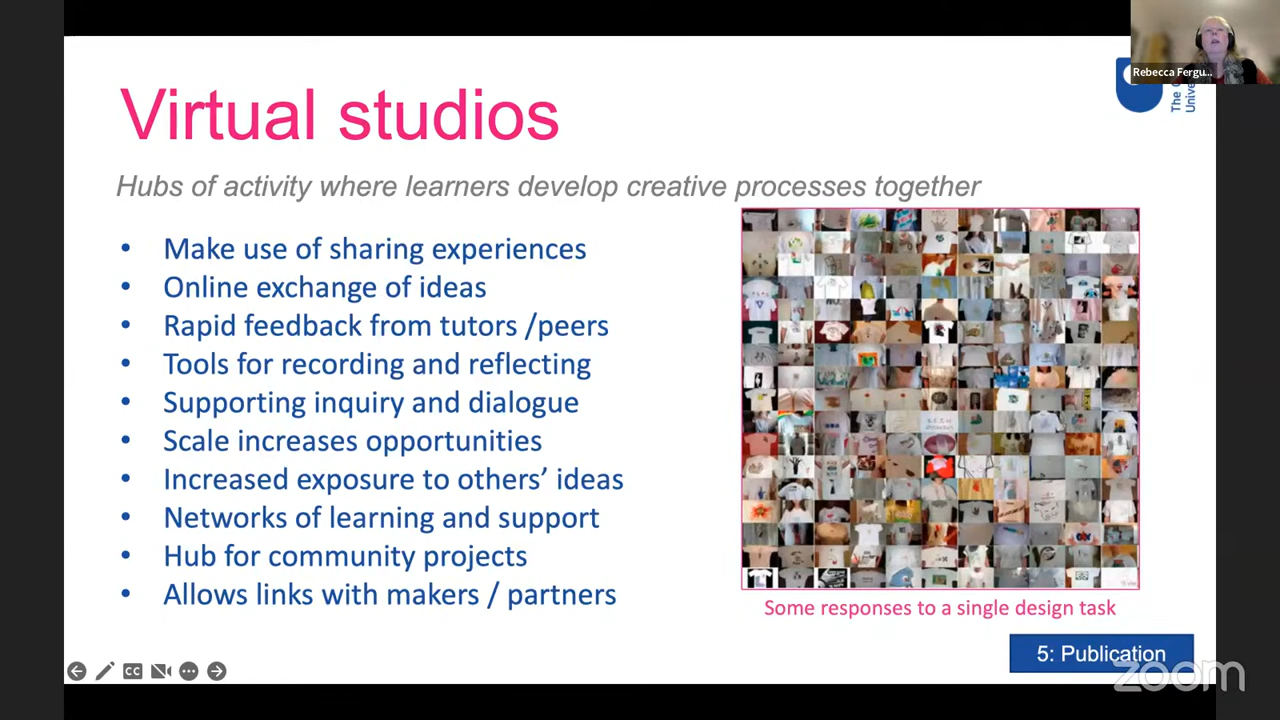 Rebecca Fergu...
The O
Univer
Virtual studios
Hubs of activity where learners develop creative processes together
• Make use of sharing experiences
• Online exchange of ideas
• Rapid feedback from tutors /peers
• Tools for recording and reflecting
• Supporting inquiry and dialogue
• Scale increases opportunities
• Increased exposure to others’ ideas
• Networks of learning and support
• Hub for community projects
• Allows links with makers / partners
Some responses to a single design task
5: Publication
CC
zoom